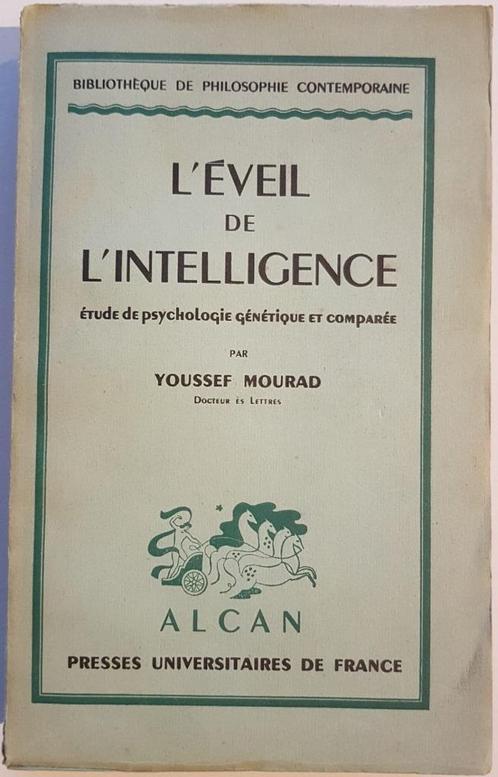 BIBLIOTHÈQUE DE PHILOSOPHIE CONTEMPORAINE
L'ÉVEIL
DE
L'INTELLIGENCE
étude de psychologie génétique et comparée
PAR
YOUSSEF MOURAD
Docteur ès Lettres
ALCAN
PRESSES UNIVERSITAIRES DE FRANCE